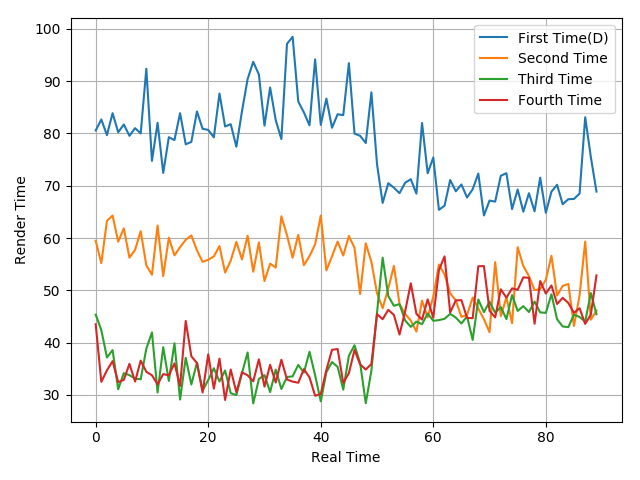 First Time(D)
Second Time
Third Time
Fourth Time
100
90
80
70
60
50
40
30
Render Time
0 20 40 60 80
Real Time